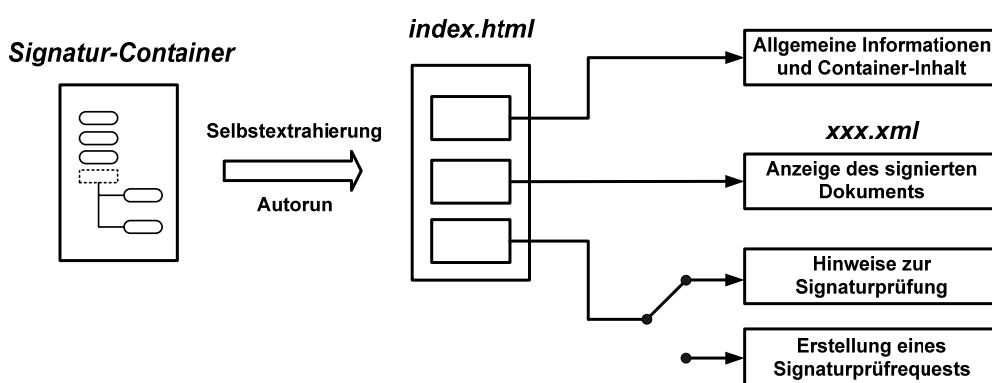 Signatur-Container
Selbstextrahierung
Autorun
index.html
Allgemeine Informationen
und Container-Inhalt
xxx.xml
Anzeige des signierten
Dokuments
Hinweise zur
Signaturprüfung
Erstellung eines
Signaturprüfrequests